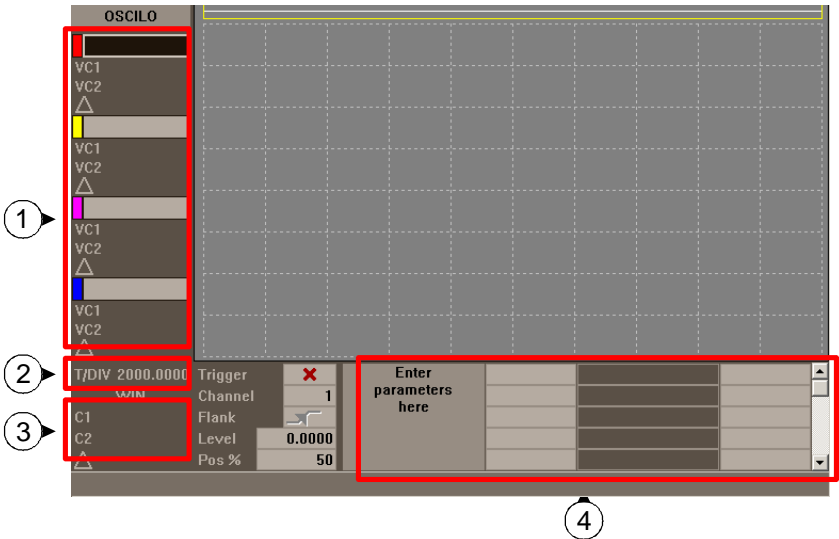 OSCILO
VC1
VC2
△
VC1
VC2
△
VC1
VC2
△
VC1
VC2
△
1
T/DIV 2000.0000
2
WIN
C1
C2
△
3
Trigger
Channel 1
Flank
Level 0.0000
Pos % 50
Enter
parameters
here
4